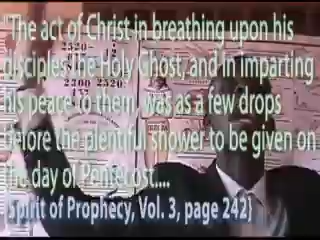 "The act of Christ in breathing upon his
disciples the Holy Ghost, and in imparting
his peace to them, was as a few drops
before the plentiful shower to be given on
the day of Pentecost....
Spirit of Prophecy, Vol. 3, page 242}
2520